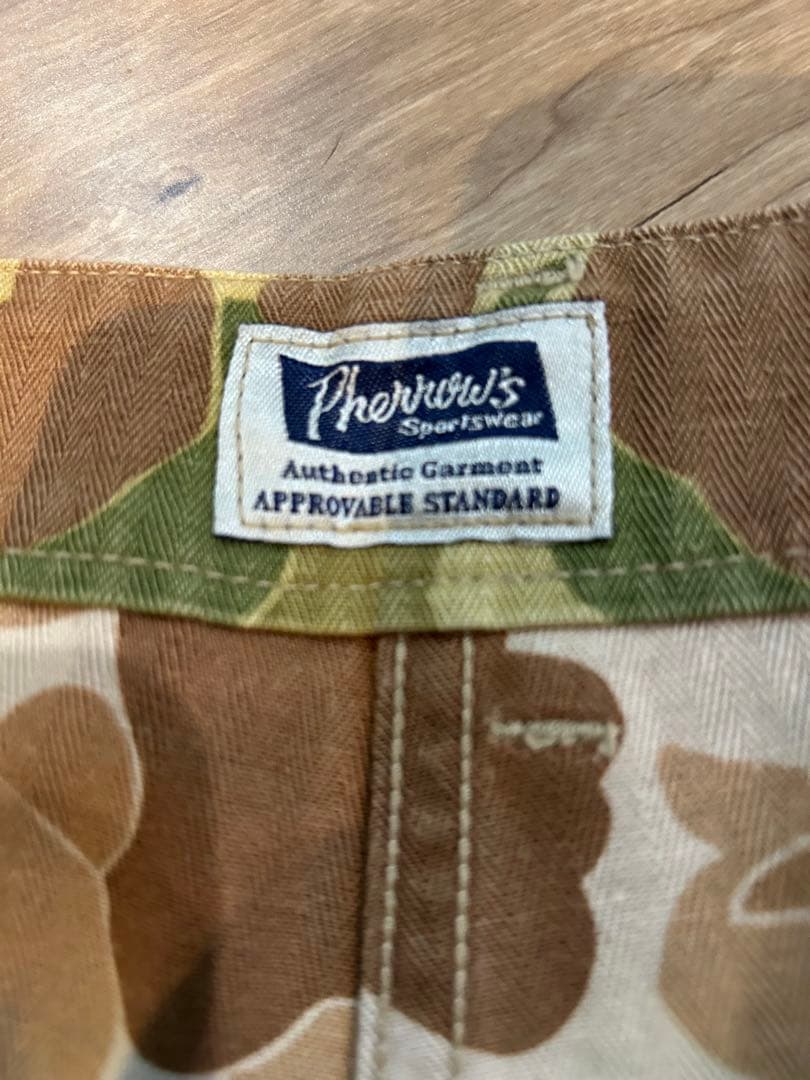 Pherrow's
Sportswear
Authentic Garment
APPROVABLE STANDARD